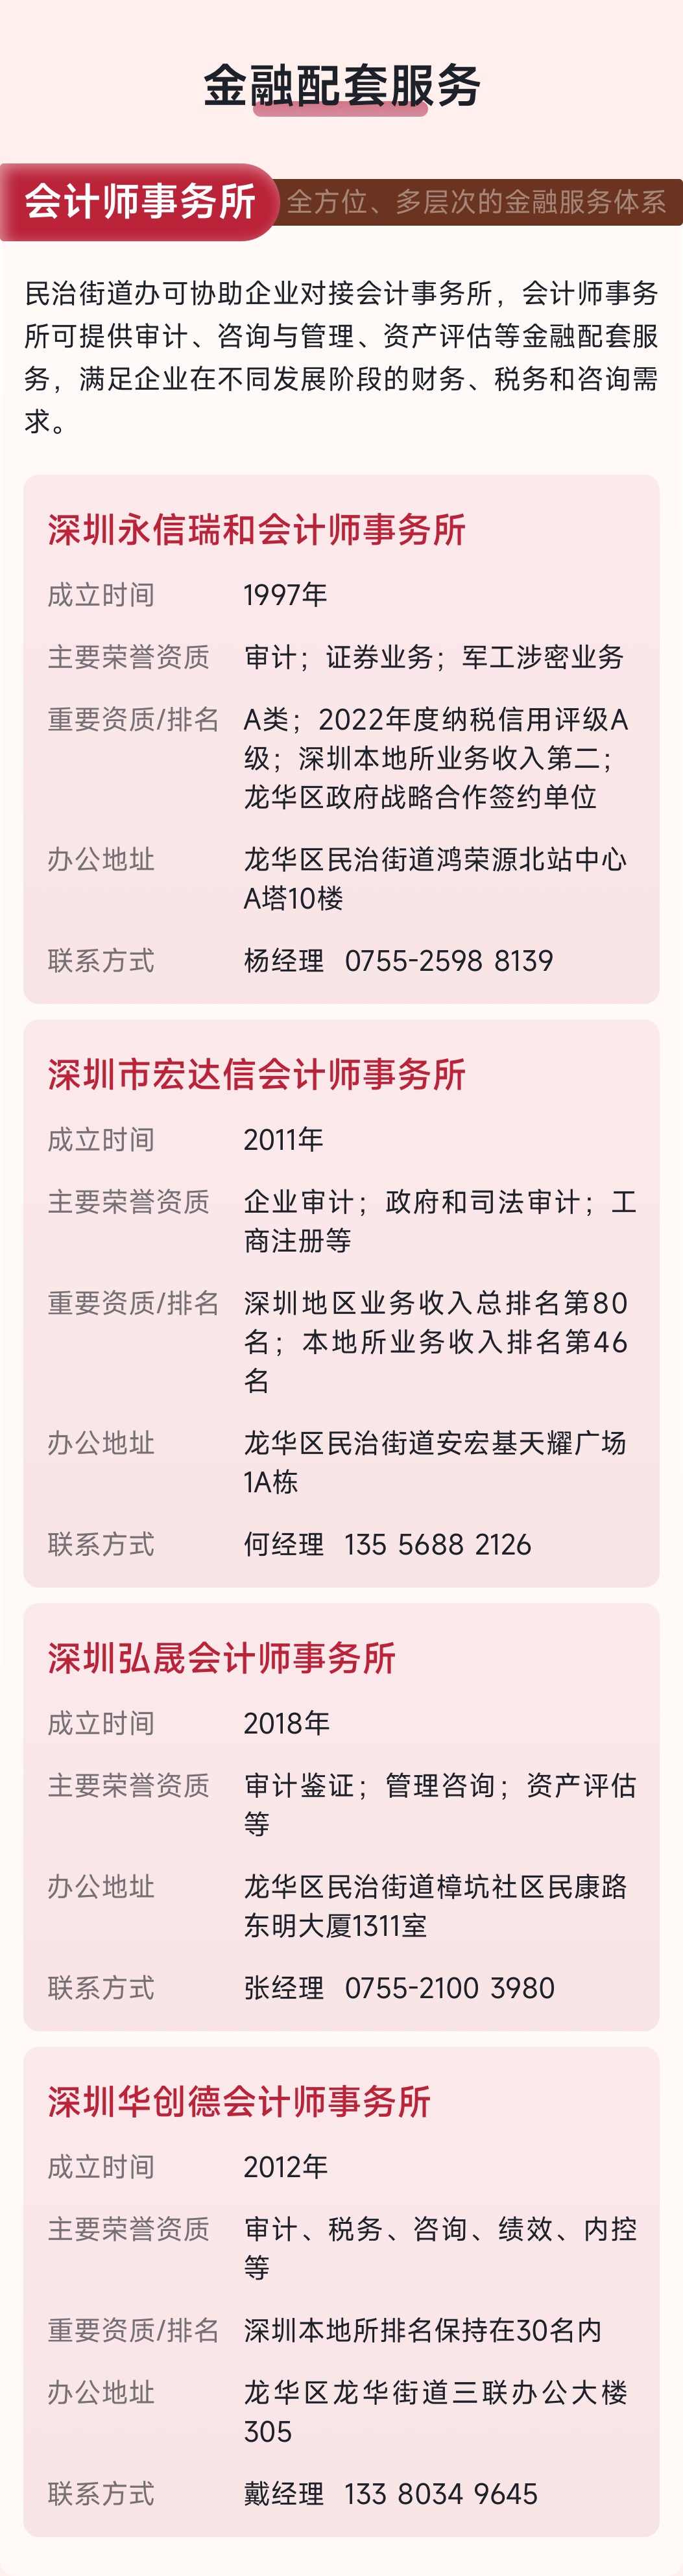 金融配套服务
会计师事务所
全方位、多层次的金融服务体系
民治街道办可协助企业对接会计事务所，会计师事务
所可提供审计、咨询与管理、资产评估等金融配套服
务，满足企业在不同发展阶段的财务、税务和咨询需
求。
深圳永信瑞和会计师事务所
成立时间 1997年
主要荣誉资质 审计；证券业务；军工涉密业务
重要资质/排名 A类；2022年度纳税信用评级A
级；深圳本地所业务收入第二；
龙华区政府战略合作签约单位
办公地址 龙华区民治街道鸿荣源北站中心
A塔10楼
联系方式 杨经理 0755-2598 8139
深圳市宏达信会计师事务所
成立时间 2011年
主要荣誉资质 企业审计；政府和司法审计；工
商注册等
重要资质/排名 深圳地区业务收入总排名第80
名；本地所业务收入排名第46
名
办公地址 龙华区民治街道安宏基天耀广场
1A栋
联系方式 何经理 135 5688 2126
深圳弘晟会计师事务所
成立时间 2018年
主要荣誉资质 审计鉴证；管理咨询；资产评估
等
办公地址 龙华区民治街道樟坑社区民康路
东明大厦1311室
联系方式 张经理 0755-2100 3980
深圳华创德会计师事务所
成立时间 2012年
主要荣誉资质 审计、税务、咨询、绩效、内控
等
重要资质/排名 深圳本地所排名保持在30名内
办公地址 龙华区龙华街道三联办公大楼
305
联系方式 戴经理 133 8034 9645